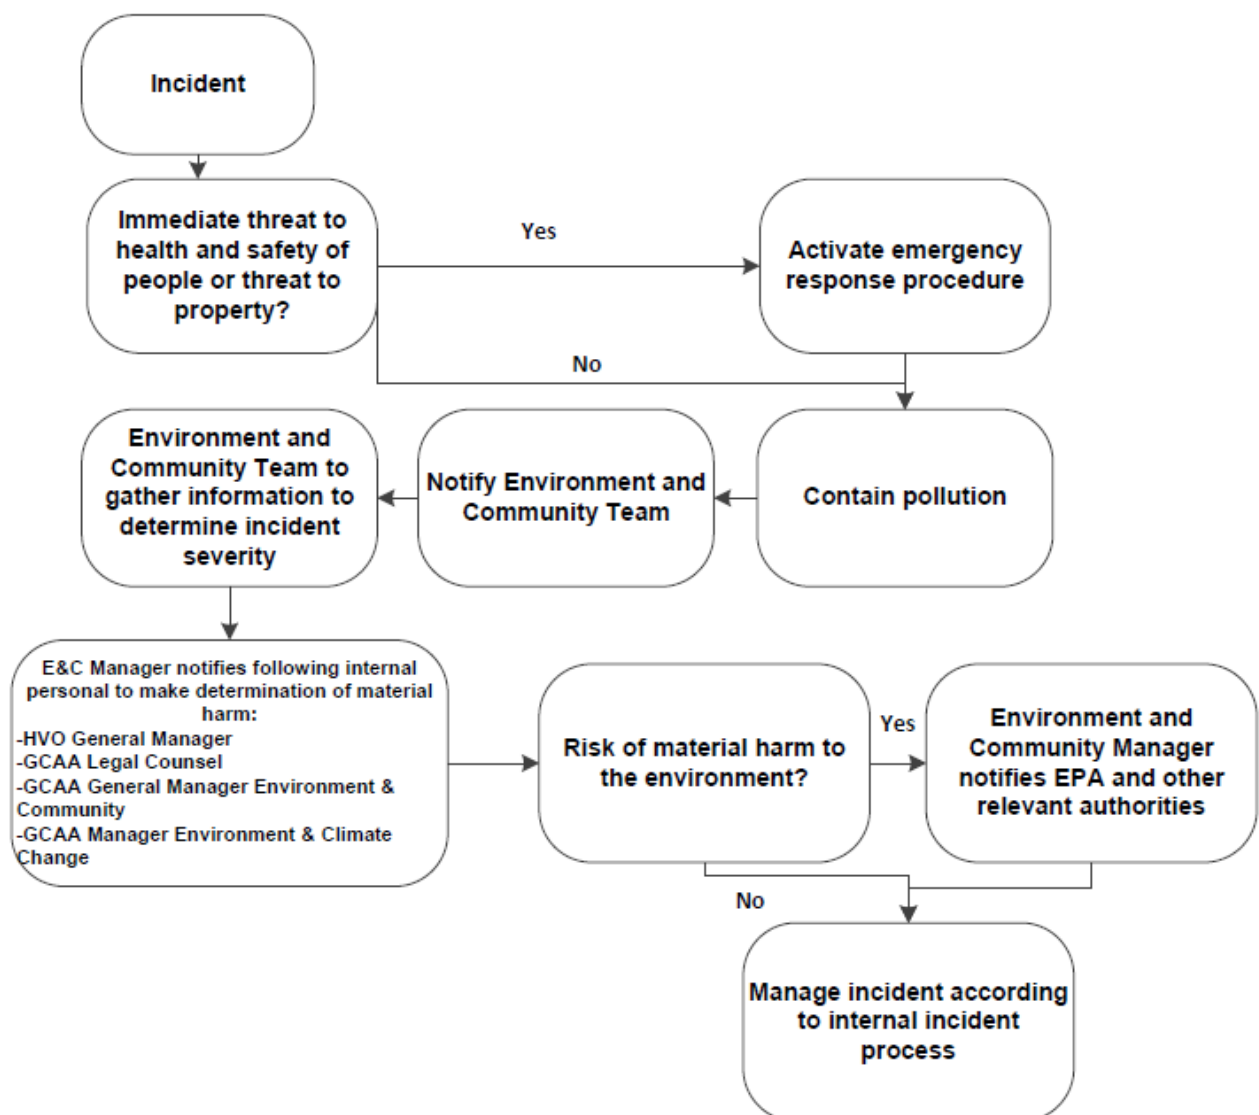 Incident
Immediate threat to
health and safety of
people or threat to
property?
Yes
Activate emergency
response procedure
No
Contain pollution
Notify Environment and
Community Team
Environment and
Community Team to
gather information to
determine incident
severity
E&C Manager notifies following internal
personal to make determination of material
harm:
-HVO General Manager
-GCAA Legal Counsel
-GCAA General Manager Environment &
Community
-GCAA Manager Environment & Climate
Change
Risk of material harm to
the environment?
Yes
Environment and
Community Manager
notifies EPA and other
relevant authorities
No
Manage incident according
to internal incident
process